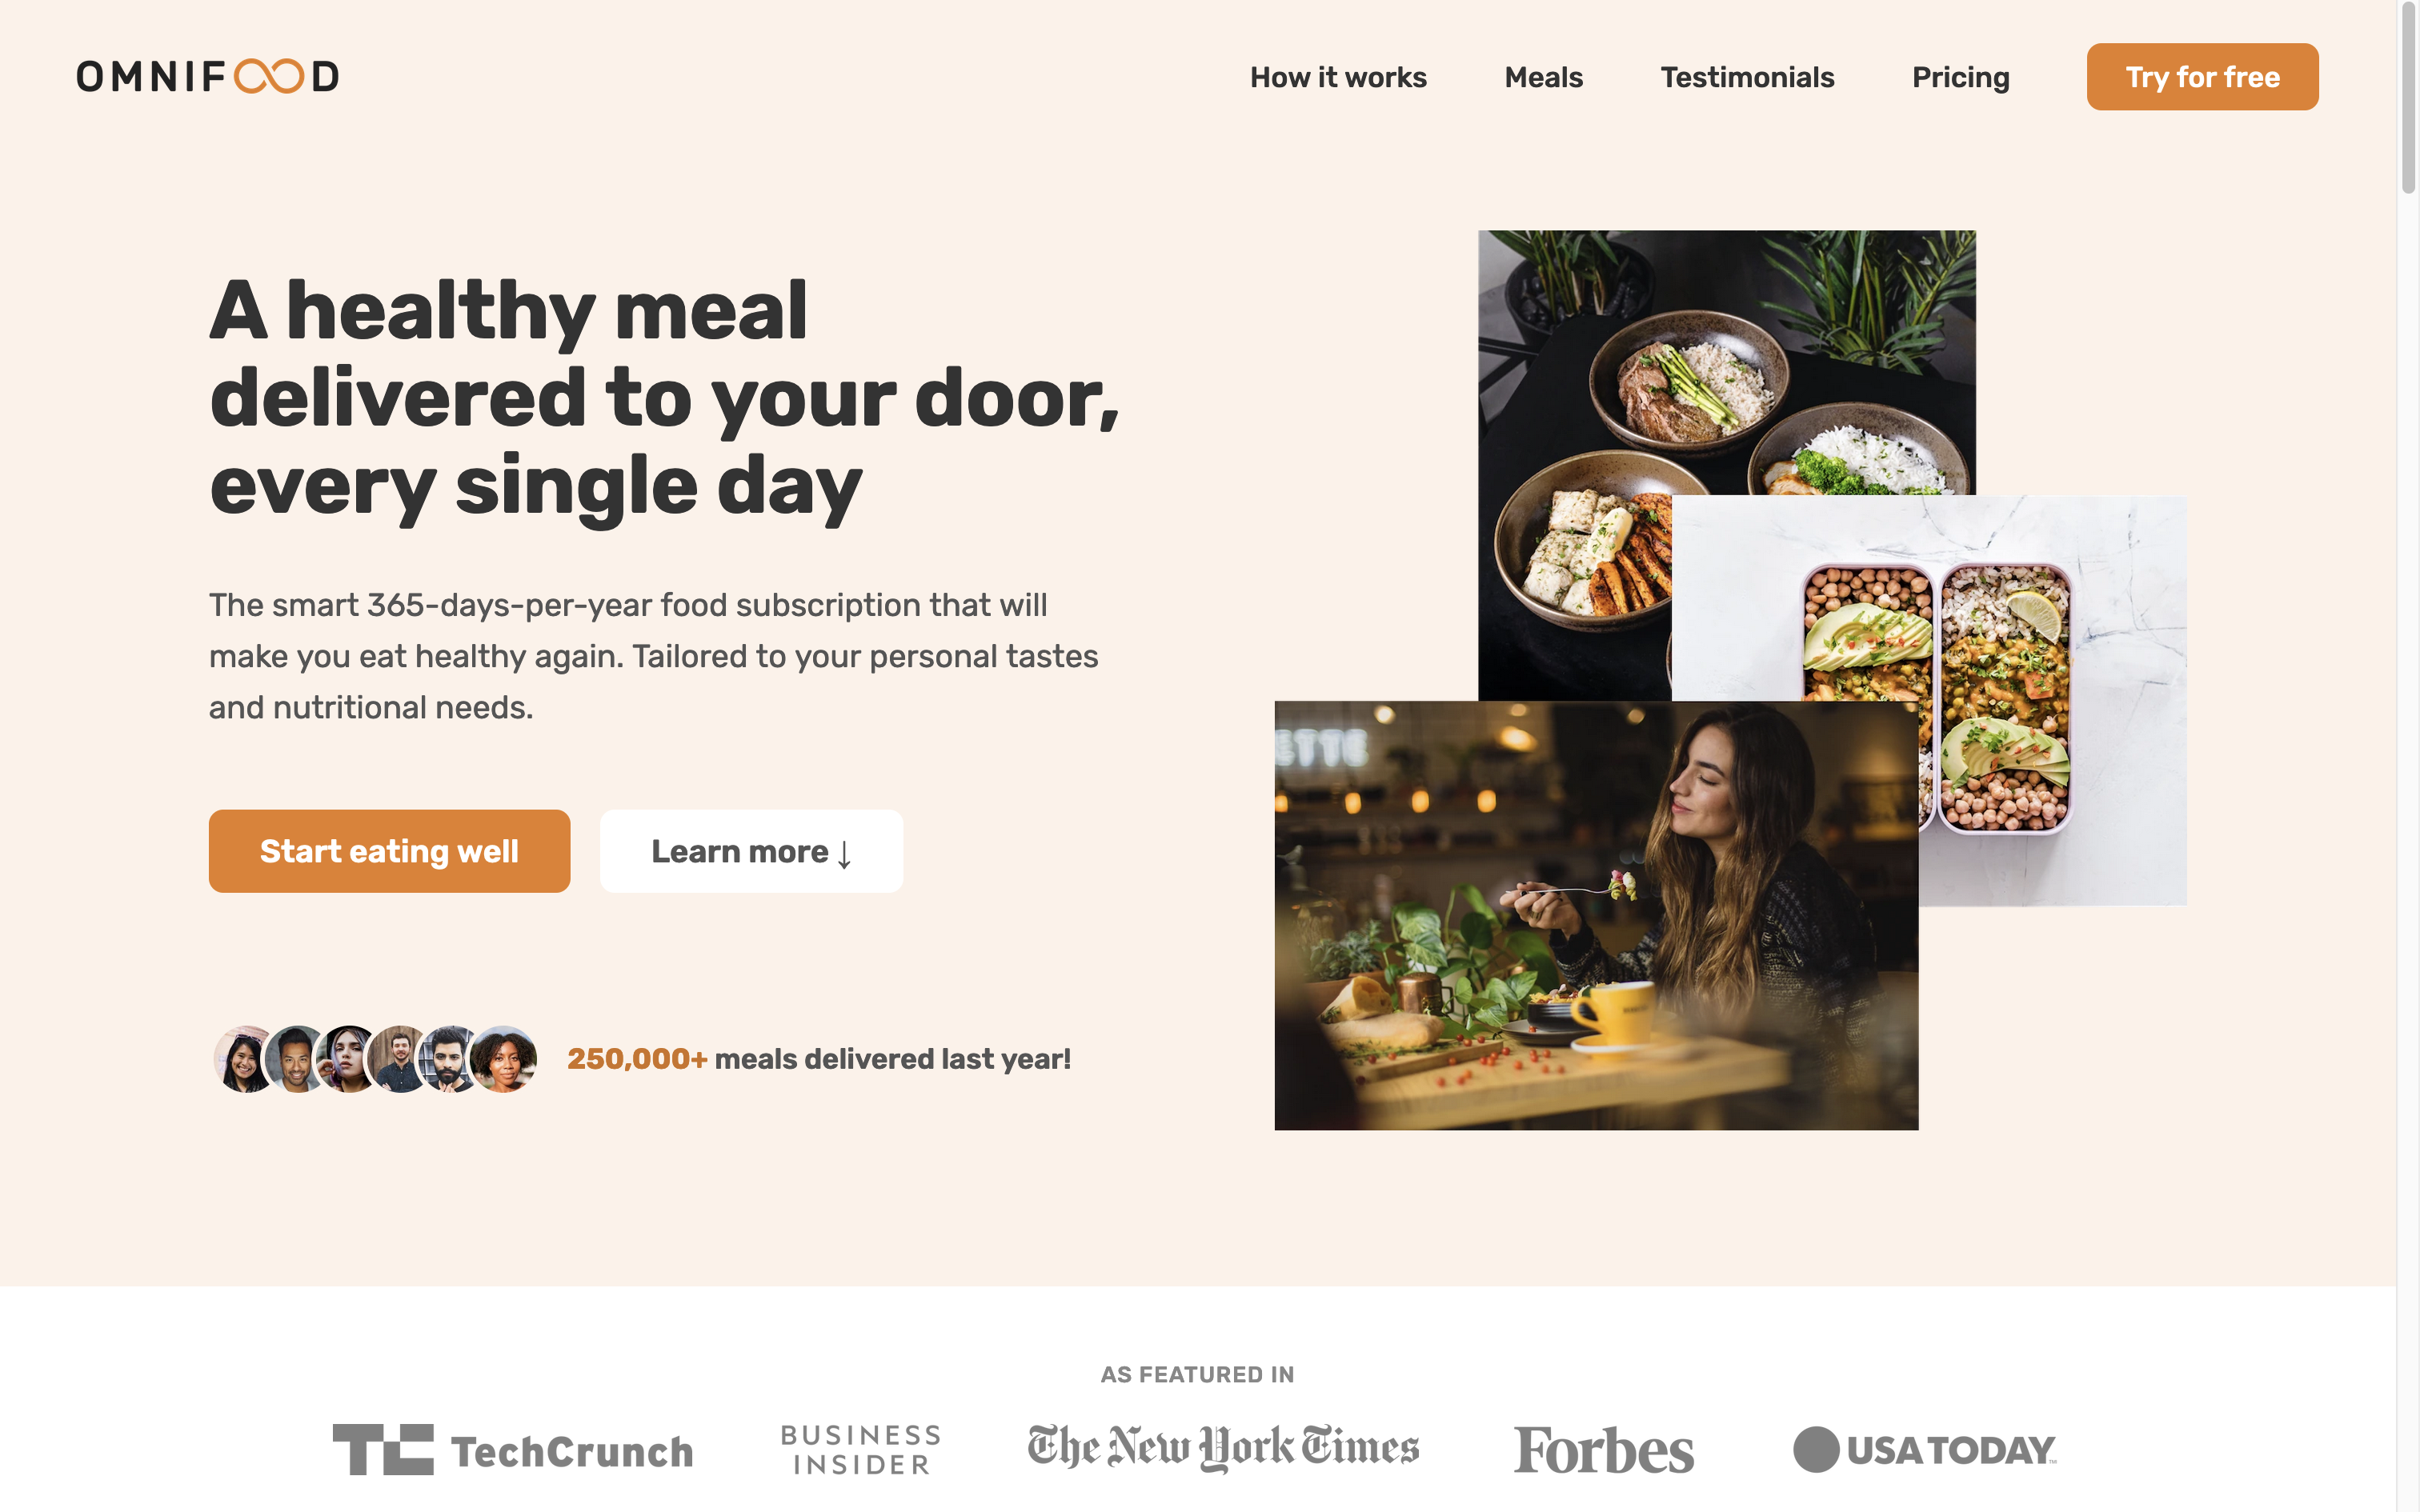 OMNIFOOD
How it works
Meals
Testimonials
Pricing
Try for free
A healthy meal
delivered to your door,
every single day
The smart 365-days-per-year food subscription that will
make you eat healthy again. Tailored to your personal tastes
and nutritional needs.
Start eating well
Learn more ↓
250,000+ meals delivered last year!
ETTE
AS FEATURED IN
TC TechCrunch
BUSINESS
INSIDER
The New York Times
Forbes
USA TODAY™